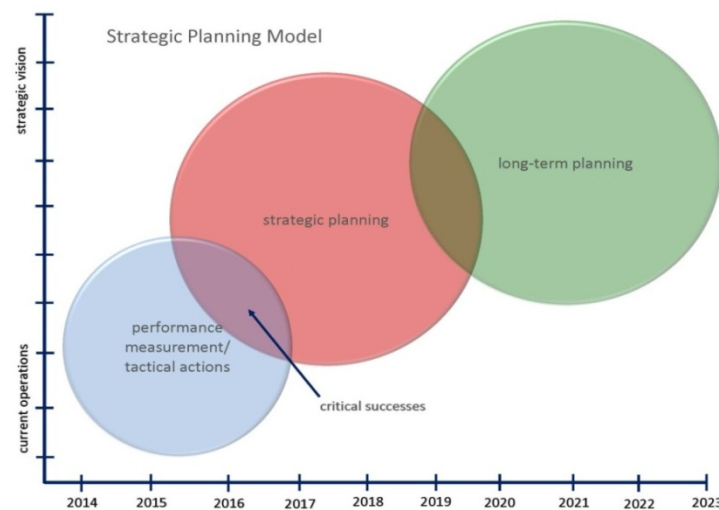 Strategic Planning Model
strategic vision
long-term planning
strategic planning
performance
measurement/
tactical actions
current operations
critical successes
2014 2015 2016 2017 2018 2019 2020 2021 2022 2023